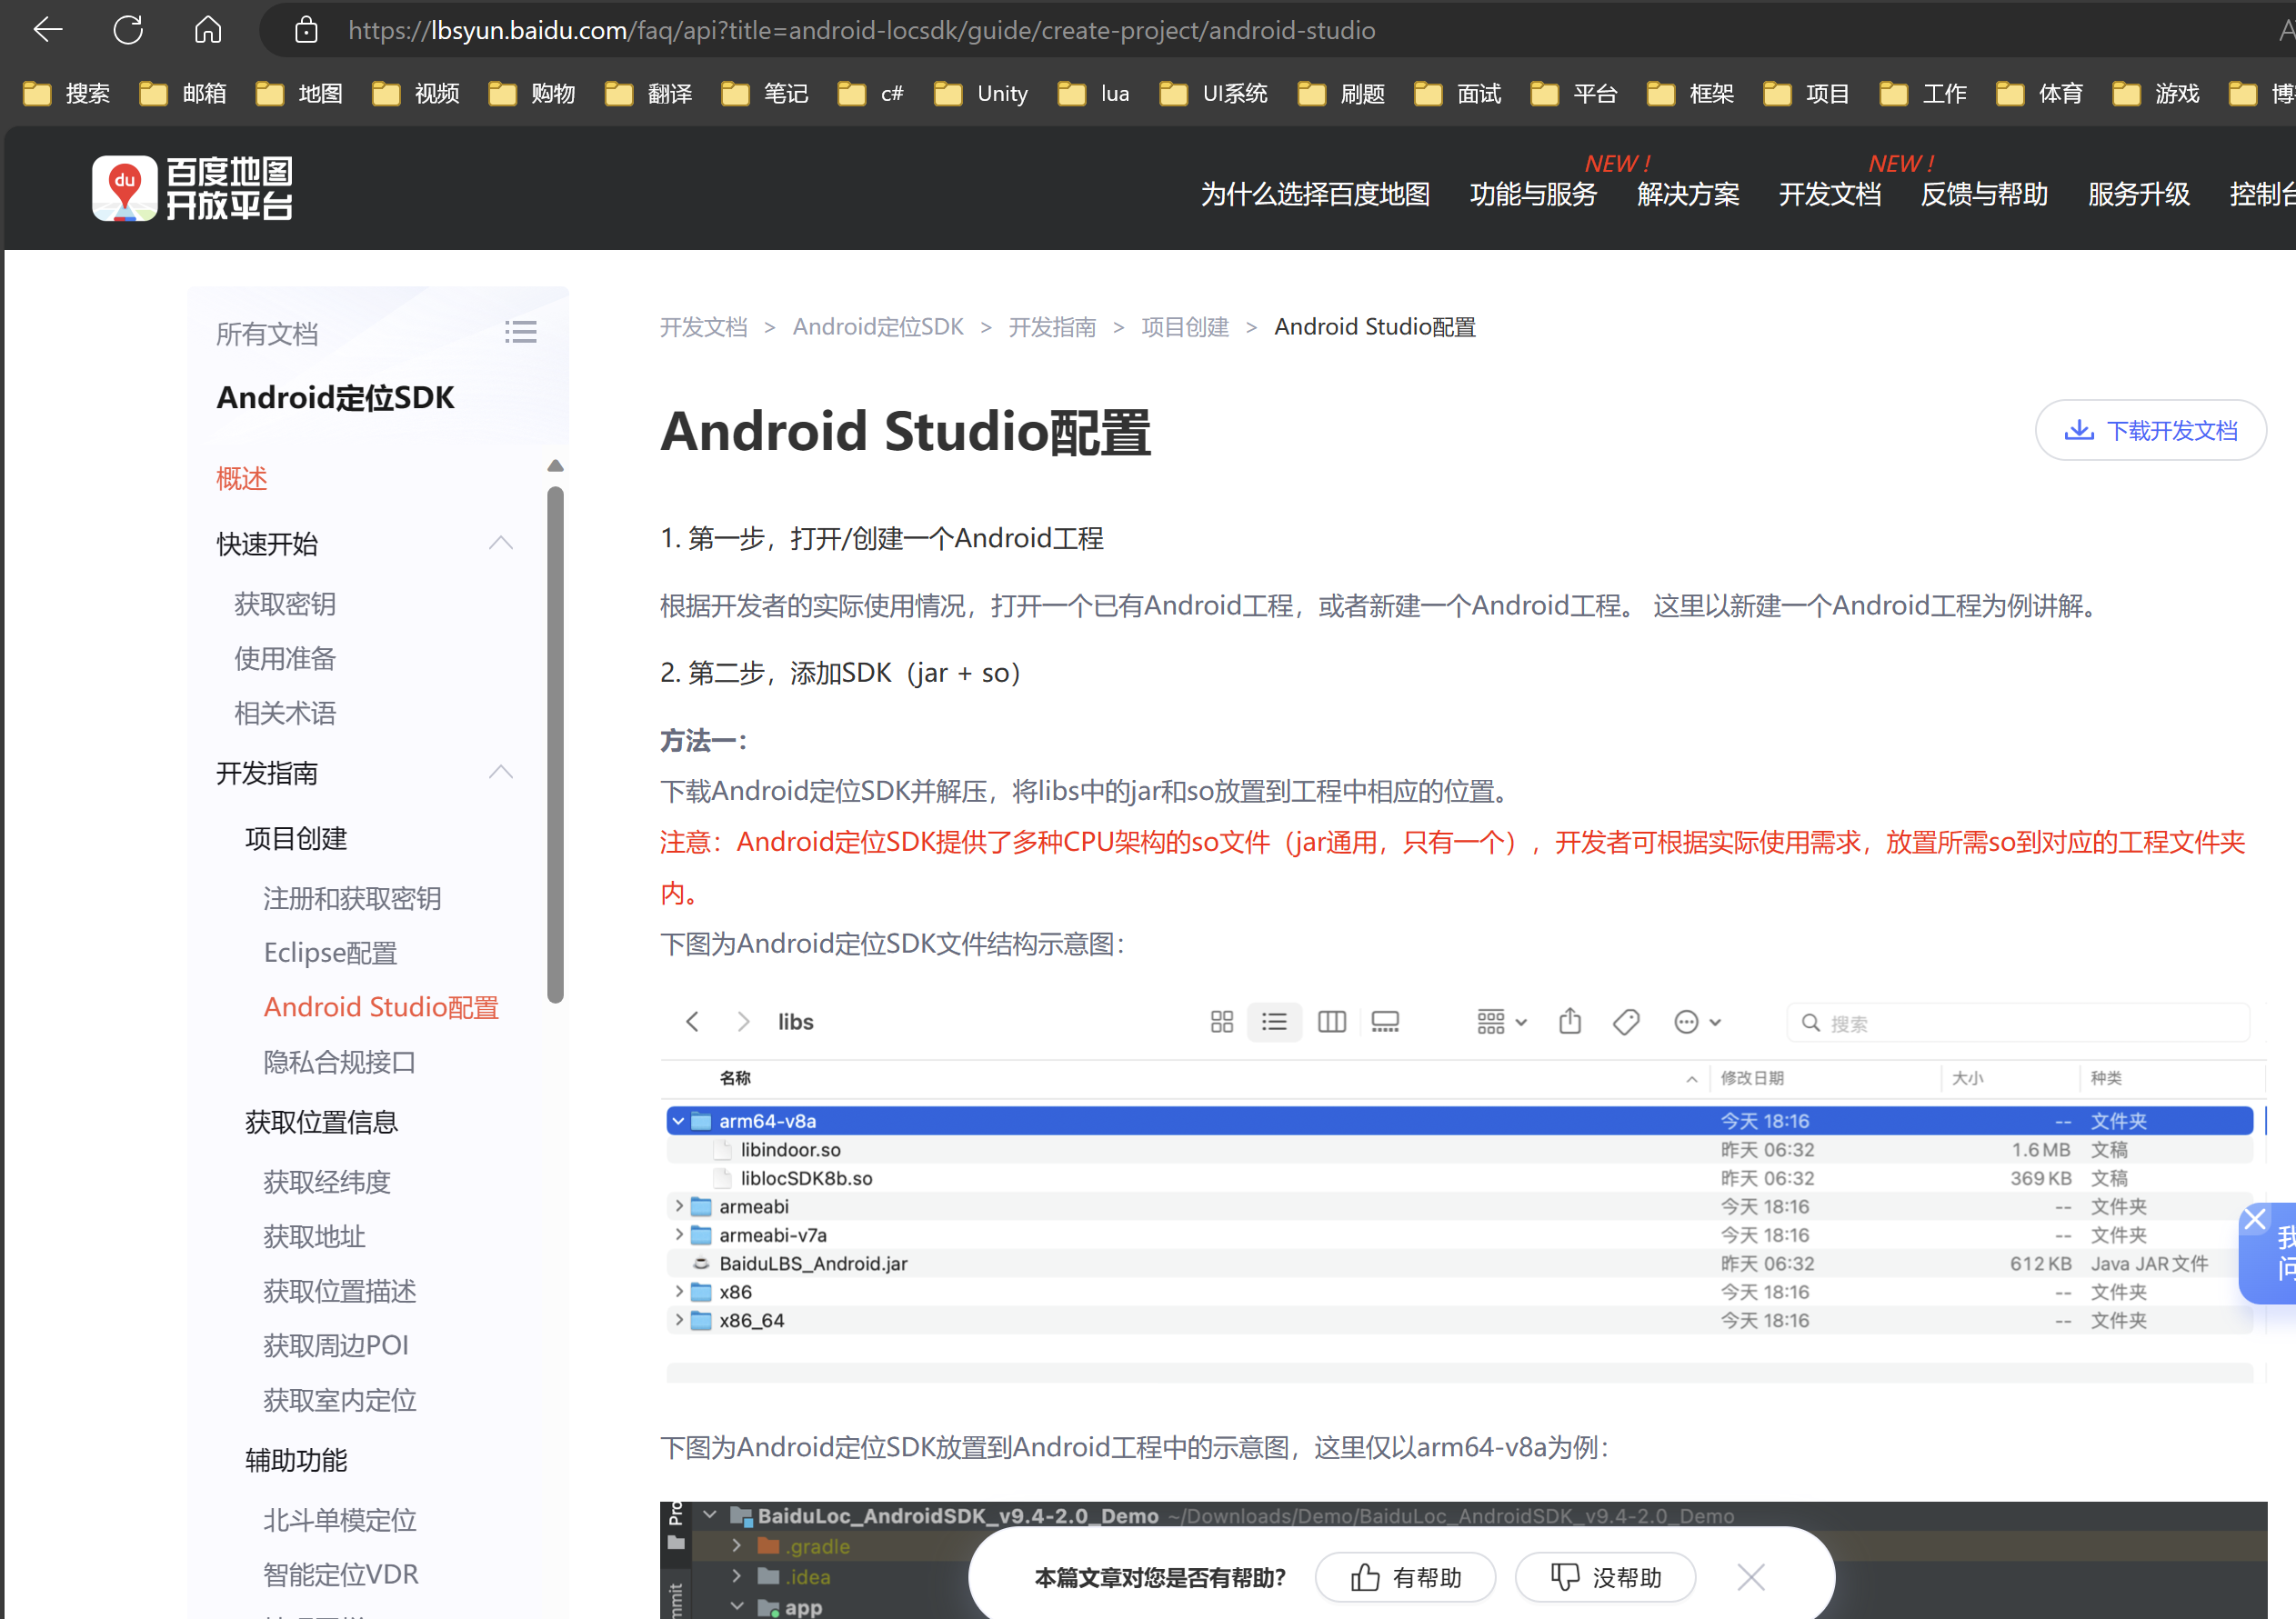 https://lbsyun.baidu.com/faq/api?title=android-locsdk/guide/create-project/android-studio
搜索 邮箱 地图 视频 购物 翻译 笔记 c# Unity lua UI系统 刷题 面试 平台 框架 项目 工作 体育 游戏
du 百度地图
开放平台
NEW ! NEW !
为什么选择百度地图 功能与服务 解决方案 开发文档 反馈与帮助 服务升级 控制台
所有文档
Android定位SDK
概述
快速开始
获取密钥
使用准备
相关术语
开发指南
项目创建
注册和获取密钥
Eclipse配置
Android Studio配置
隐私合规接口
获取位置信息
获取经纬度
获取地址
获取位置描述
获取周边POI
获取室内定位
辅助功能
北斗单模定位
智能定位VDR
开发文档 > Android定位SDK > 开发指南 > 项目创建 > Android Studio配置
Android Studio配置
下载开发文档
1. 第一步，打开/创建一个Android工程
根据开发者的实际使用情况，打开一个已有Android工程，或者新建一个Android工程。 这里以新建一个Android工程为例讲解。
2. 第二步，添加SDK（jar + so）
方法一：
下载Android定位SDK并解压，将libs中的jar和so放置到工程中相应的位置。
注意：Android定位SDK提供了多种CPU架构的so文件（jar通用，只有一个），开发者可根据实际使用需求，放置所需so到对应的工程文件夹
内。
下图为Android定位SDK文件结构示意图：
libs 搜索
名称 修改日期 大小 种类
arm64-v8a 今天 18:16 -- 文件夹
libindoor.so 昨天 06:32 1.6 MB 文稿
liblocSDK8b.so 昨天 06:32 369 KB 文稿
armeabi 今天 18:16 -- 文件夹
armeabi-v7a 今天 18:16 -- 文件夹
BaiduLBS_Android.jar 昨天 06:32 612 KB Java JAR 文件
x86 今天 18:16 -- 文件夹
x86_64 今天 18:16 -- 文件夹
我
问
下图为Android定位SDK放置到Android工程中的示意图，这里仅以arm64-v8a为例：
Pro
BaiduLoc_AndroidSDK_v9.4-2.0_Demo ~/Downloads/Demo/BaiduLoc_AndroidSDK_v9.4-2.0_Demo
.gradle
.idea
app
mmit
本篇文章对您是否有帮助? 有帮助 没帮助